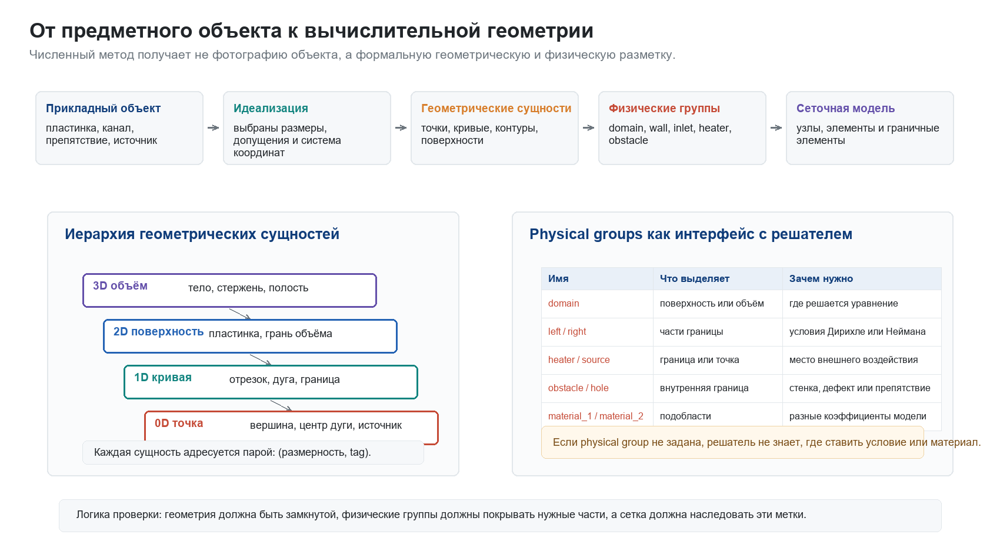 От предметного объекта к вычислительной геометрии
Численный метод получает не фотографию объекта, а формальную геометрическую и физическую разметку.
Прикладный объект
пластинка, канал,
препятствие, источник
Идеализация
выбраны размеры,
допущения и система
координат
Геометрические сущности
точки, кривые, контуры,
поверхности
Физические группы
domain, wall, inlet, heater,
obstacle
Сеточная модель
узлы, элементы и граничные
элементы
Иерархия геометрических сущностей
3D объём тело, стержень, полость
2D поверхность пластинка, грань объёма
1D кривая отрезок, дуга, граница
0D точка вершина, центр дуги, источник
Каждая сущность адресуется парой: (размерность, tag).
Physical groups как интерфейс с решателем
Имя Что выделяет Зачем нужно
domain поверхность или объём где решается уравнение
left / right части границы условия Дирихле или Неймана
heater / source граница или точка место внешнего воздействия
obstacle / hole внутренняя граница стенка, дефект или препятствие
material_1 / material_2 подобласти разные коэффициенты модели
Если physical group не задана, решатель не знает, где ставить условие или материал.
Логика проверки: геометрия должна быть замкнутой, физические группы должны покрывать нужные части, а сетка должна наследовать эти метки.